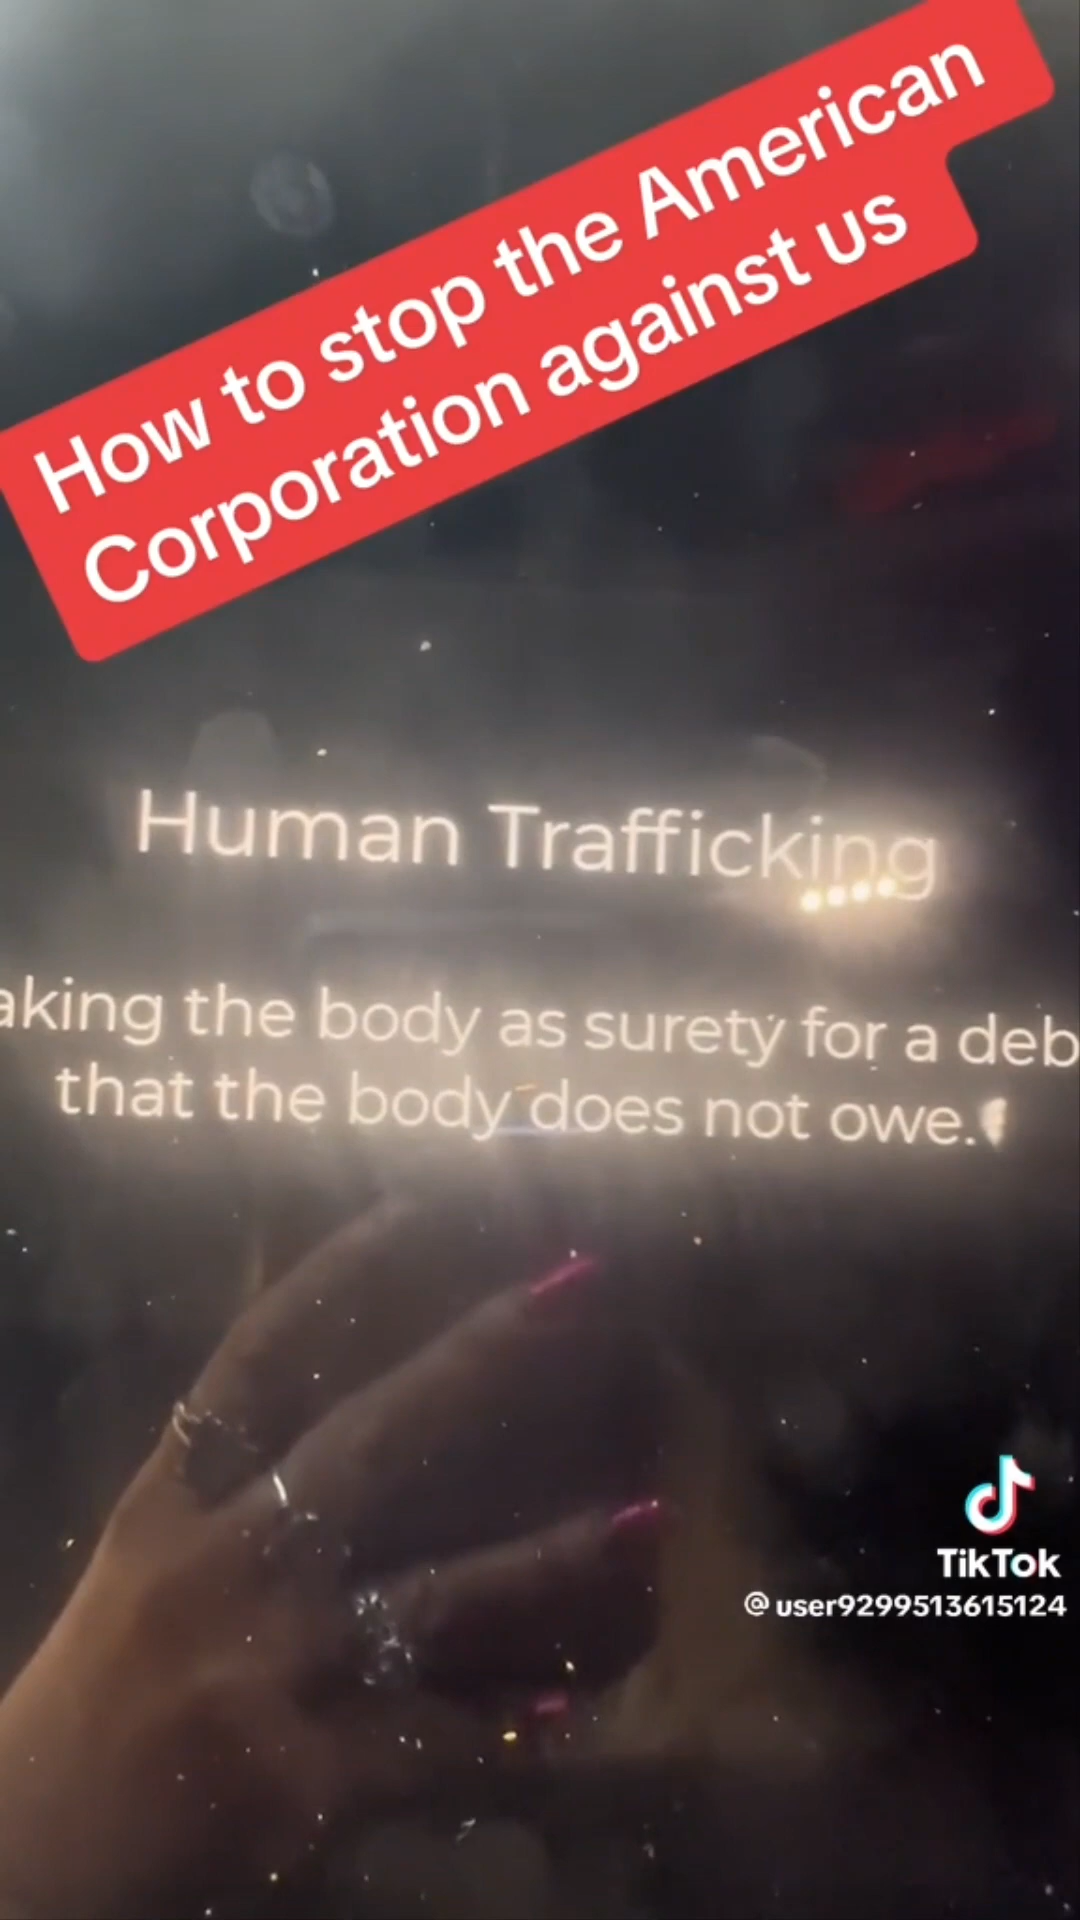 How to stop the American
Corporation against us
Human Trafficking
aking the body as surety for a deb
that the body does not owe.
TikTok
@user9299513615124